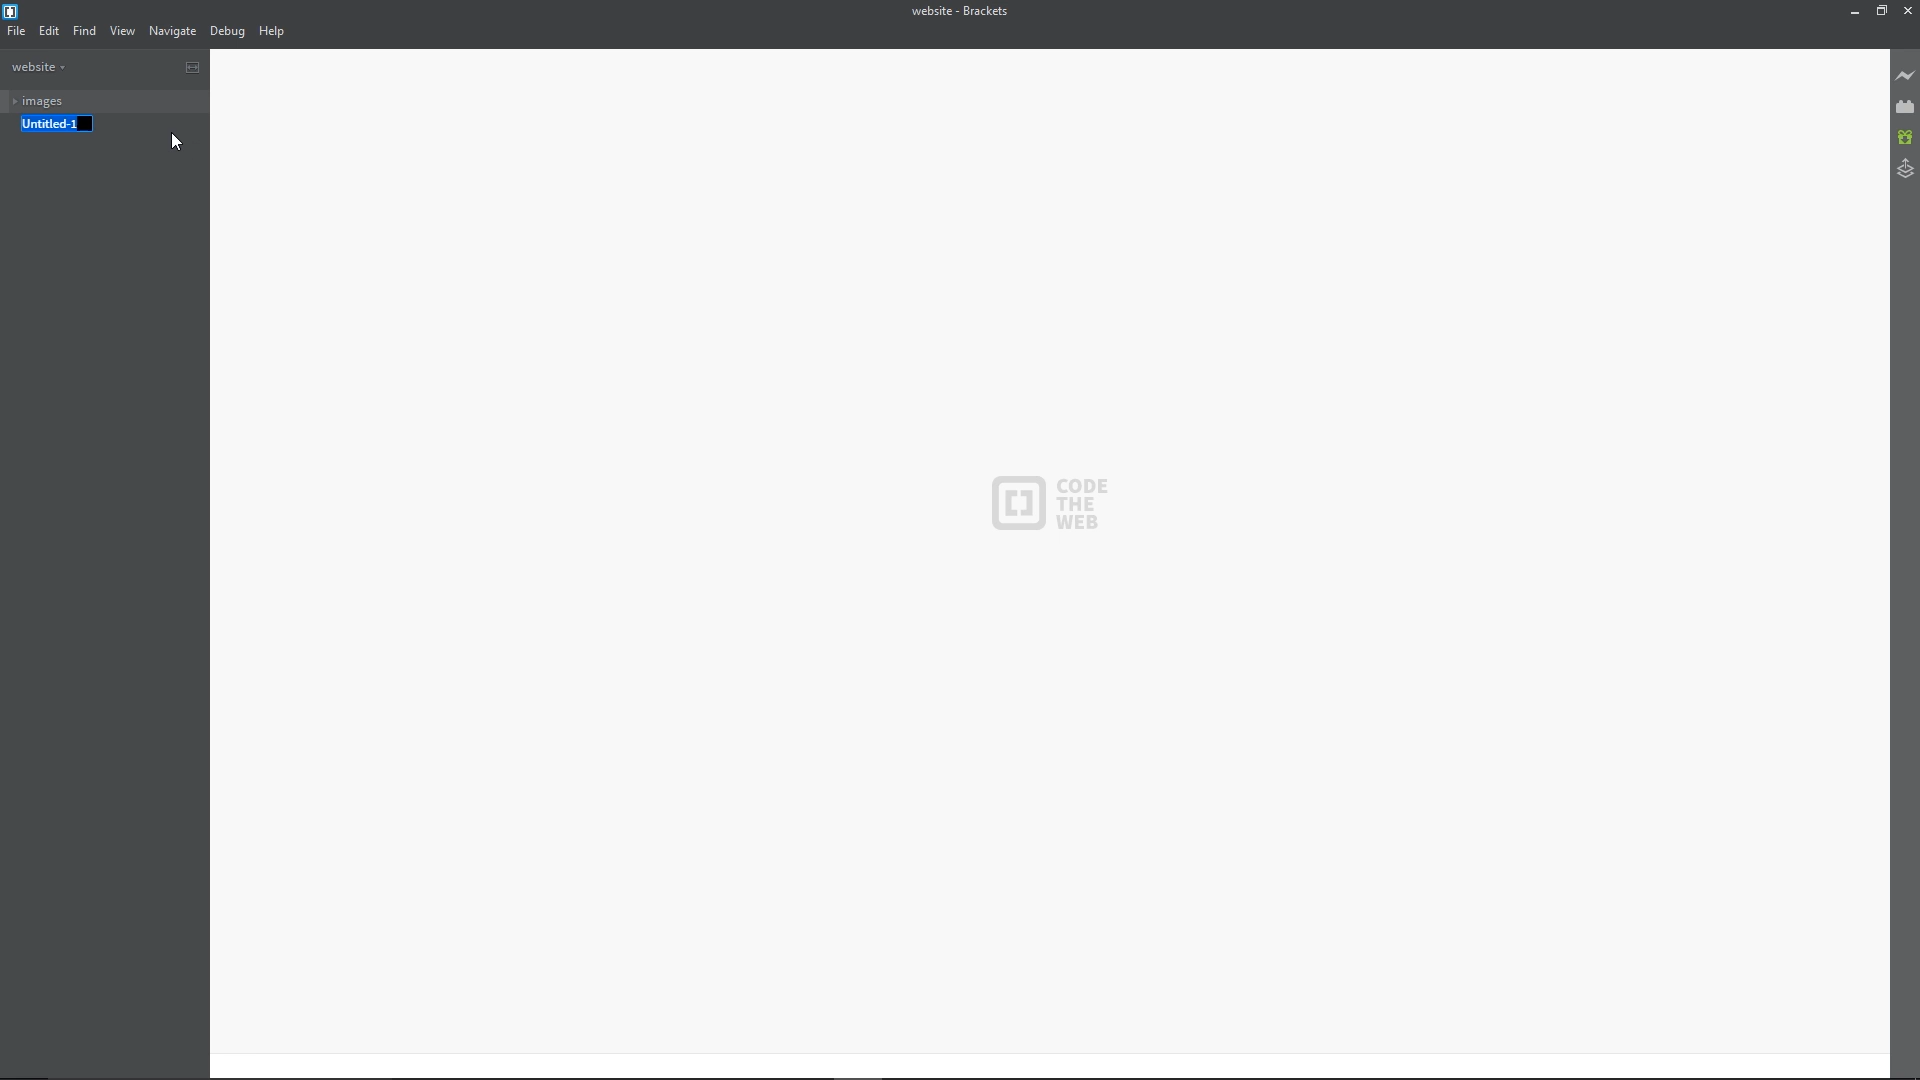 website - Brackets
File Edit Find View Navigate Debug Help
website
images
Untitled-1
CODE
THE
WEB